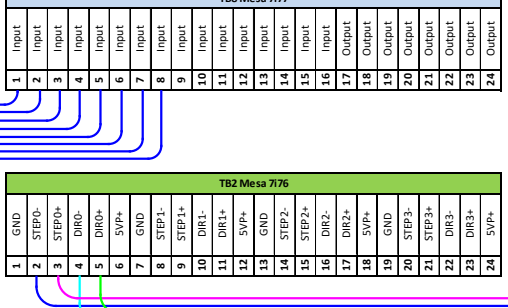 Input Input Input Input Input Input Input Input Input Input Input Input Input Input Input Input Output Output Output Output Output Output Output Output
1 2 3 4 5 6 7 8 9 10 11 12 13 14 15 16 17 18 19 20 21 22 23 24
TB2 Mesa 7i76
GND STEP0- STEP0+ DIR0- DIR0+ 5VP+ GND STEP1- STEP1+ DIR1- DIR1+ 5VP+ GND STEP2- STEP2+ DIR2- DIR2+ 5VP+ GND STEP3- STEP3+ DIR3- DIR3+ 5VP+
1 2 3 4 5 6 7 8 9 10 11 12 13 14 15 16 17 18 19 20 21 22 23 24